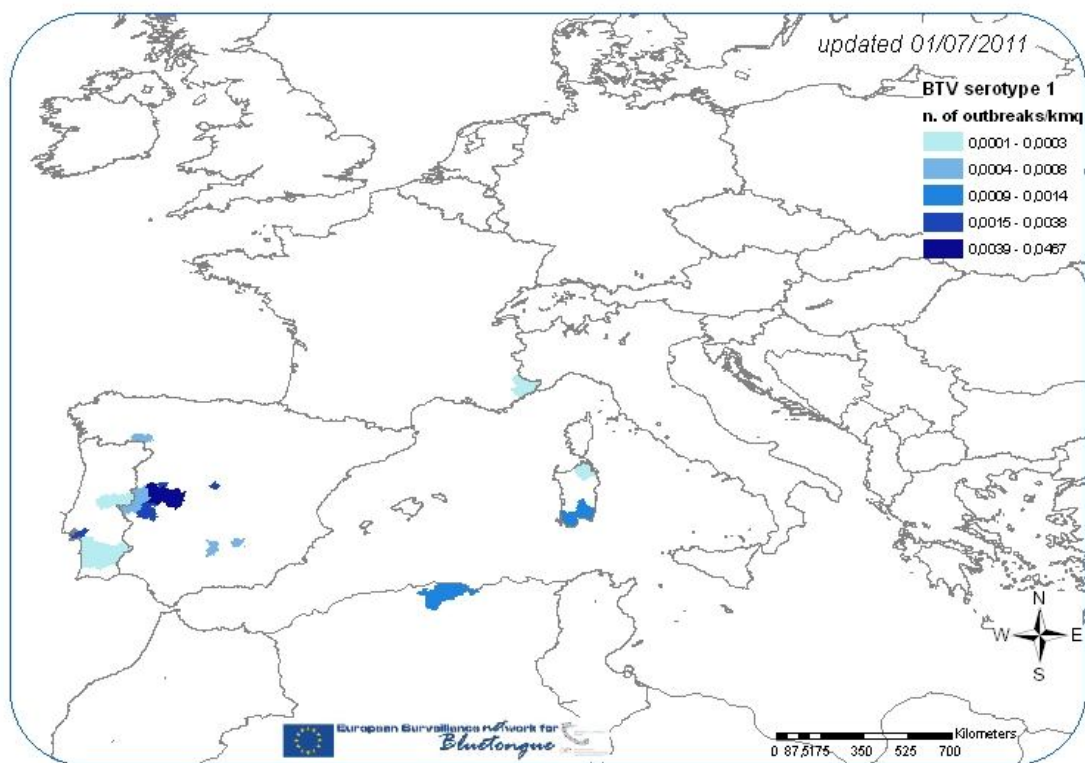 updated 01/07/2011
BTV serotype 1
n. of outbreaks/kmq
0,0001 - 0,0003
0,0004 - 0,0008
0,0009 - 0,0014
0,0015 - 0,0038
0,0039 - 0,0467
N
W E
S
European Surveillance network for
Bluetongue
Kilometers
0 87,5175 350 525 700